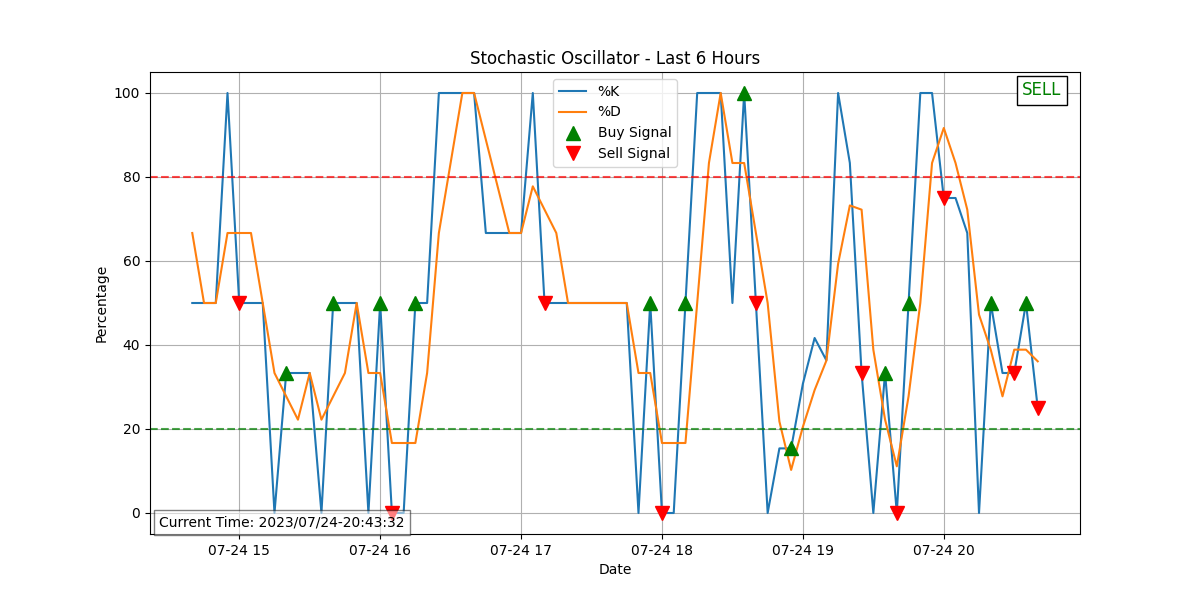 Stochastic Oscillator - Last 6 Hours
SELL
%K
%D
Buy Signal
Sell Signal
100
80
60
40
20
0
Percentage
Current Time: 2023/07/24-20:43:32
07-24 15
07-24 16
07-24 17
07-24 18
07-24 19
07-24 20
Date